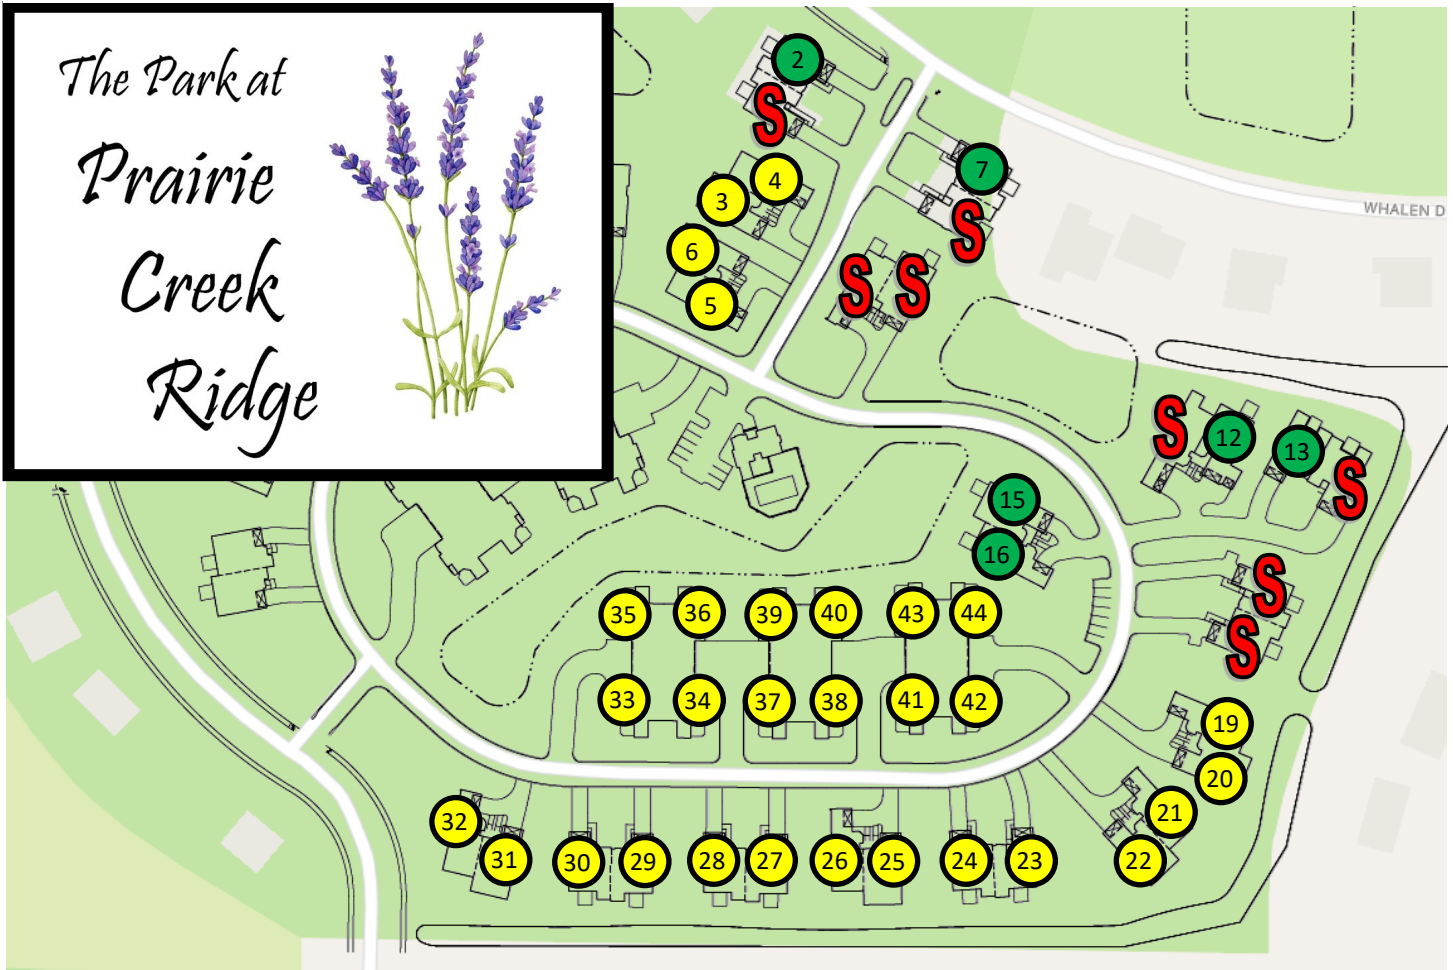 The Park at
Prairie
Creek
Ridge
2
S
7
4
3
S
6
S S
5
WHALEN D
S
12
13
S
15
16
S
35 36 39 40 43 44
S
33 34 37 38 41 42
19
20
21
32
31 30 29 28 27 26 25 24 23 22